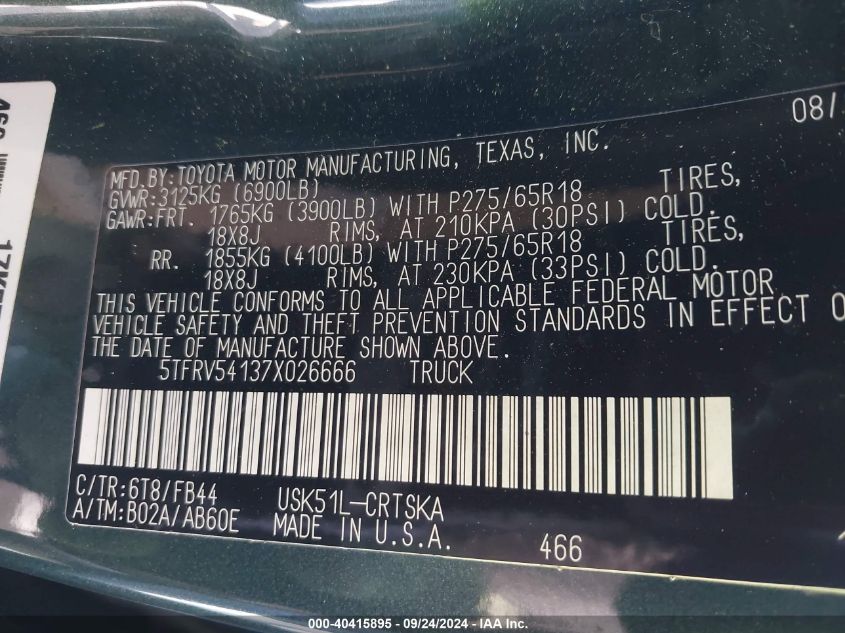 08/
MFD.BY:TOYOTA MOTOR MANUFACTURING, TEXAS, INC.
GVWR:3125KG (6900LB)
GAWR:FRT. 1765KG (3900LB) WITH P275/65R18 TIRES,
18X8J RIMS, AT 210KPA (30PSI) COLD.
RR. 1855KG (4100LB) WITH P275/65R18 TIRES,
18X8J RIMS, AT 230KPA (33PSI) COLD.
THIS VEHICLE CONFORMS TO ALL APPLICABLE FEDERAL MOTOR
VEHICLE SAFETY AND THEFT PREVENTION STANDARDS IN EFFECT O
THE DATE OF MANUFACTURE SHOWN ABOVE.
5TFRV54137X026666 TRUCK
C/TR:6T8/FB44 USK51L-CRTSKA
A/TM:B02A/AB60E MADE IN U.S.A.
466
000-40415895 - 09/24/2024 - IAA Inc.